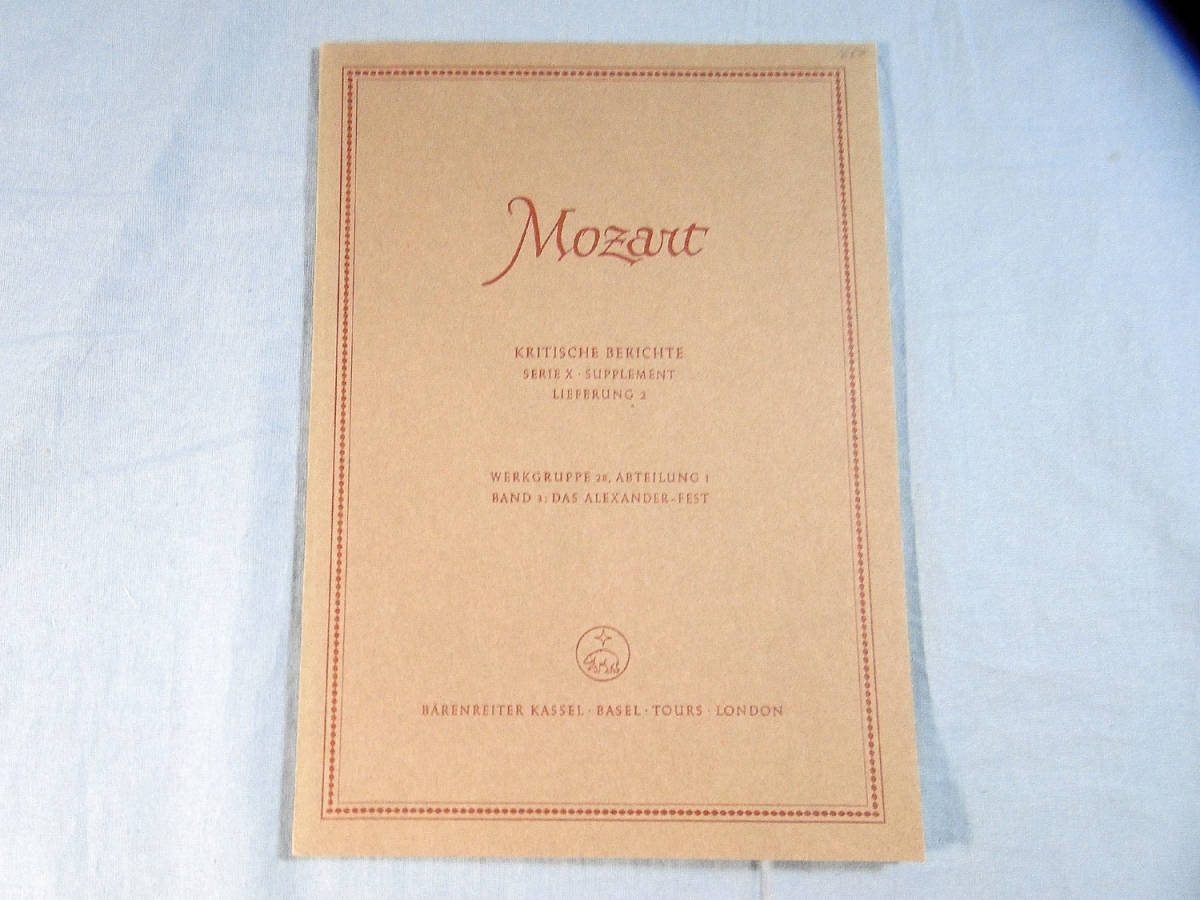 Mozart
KRITISCHE BERICHTE
SERIE X · SUPPLEMENT
LIEFERUNG 2
WERKGRUPPE 28, ABTEILUNG 1
BAND 3: DAS ALEXANDER-FEST
BÄRENREITER KASSEL · BASEL · TOURS · LONDON